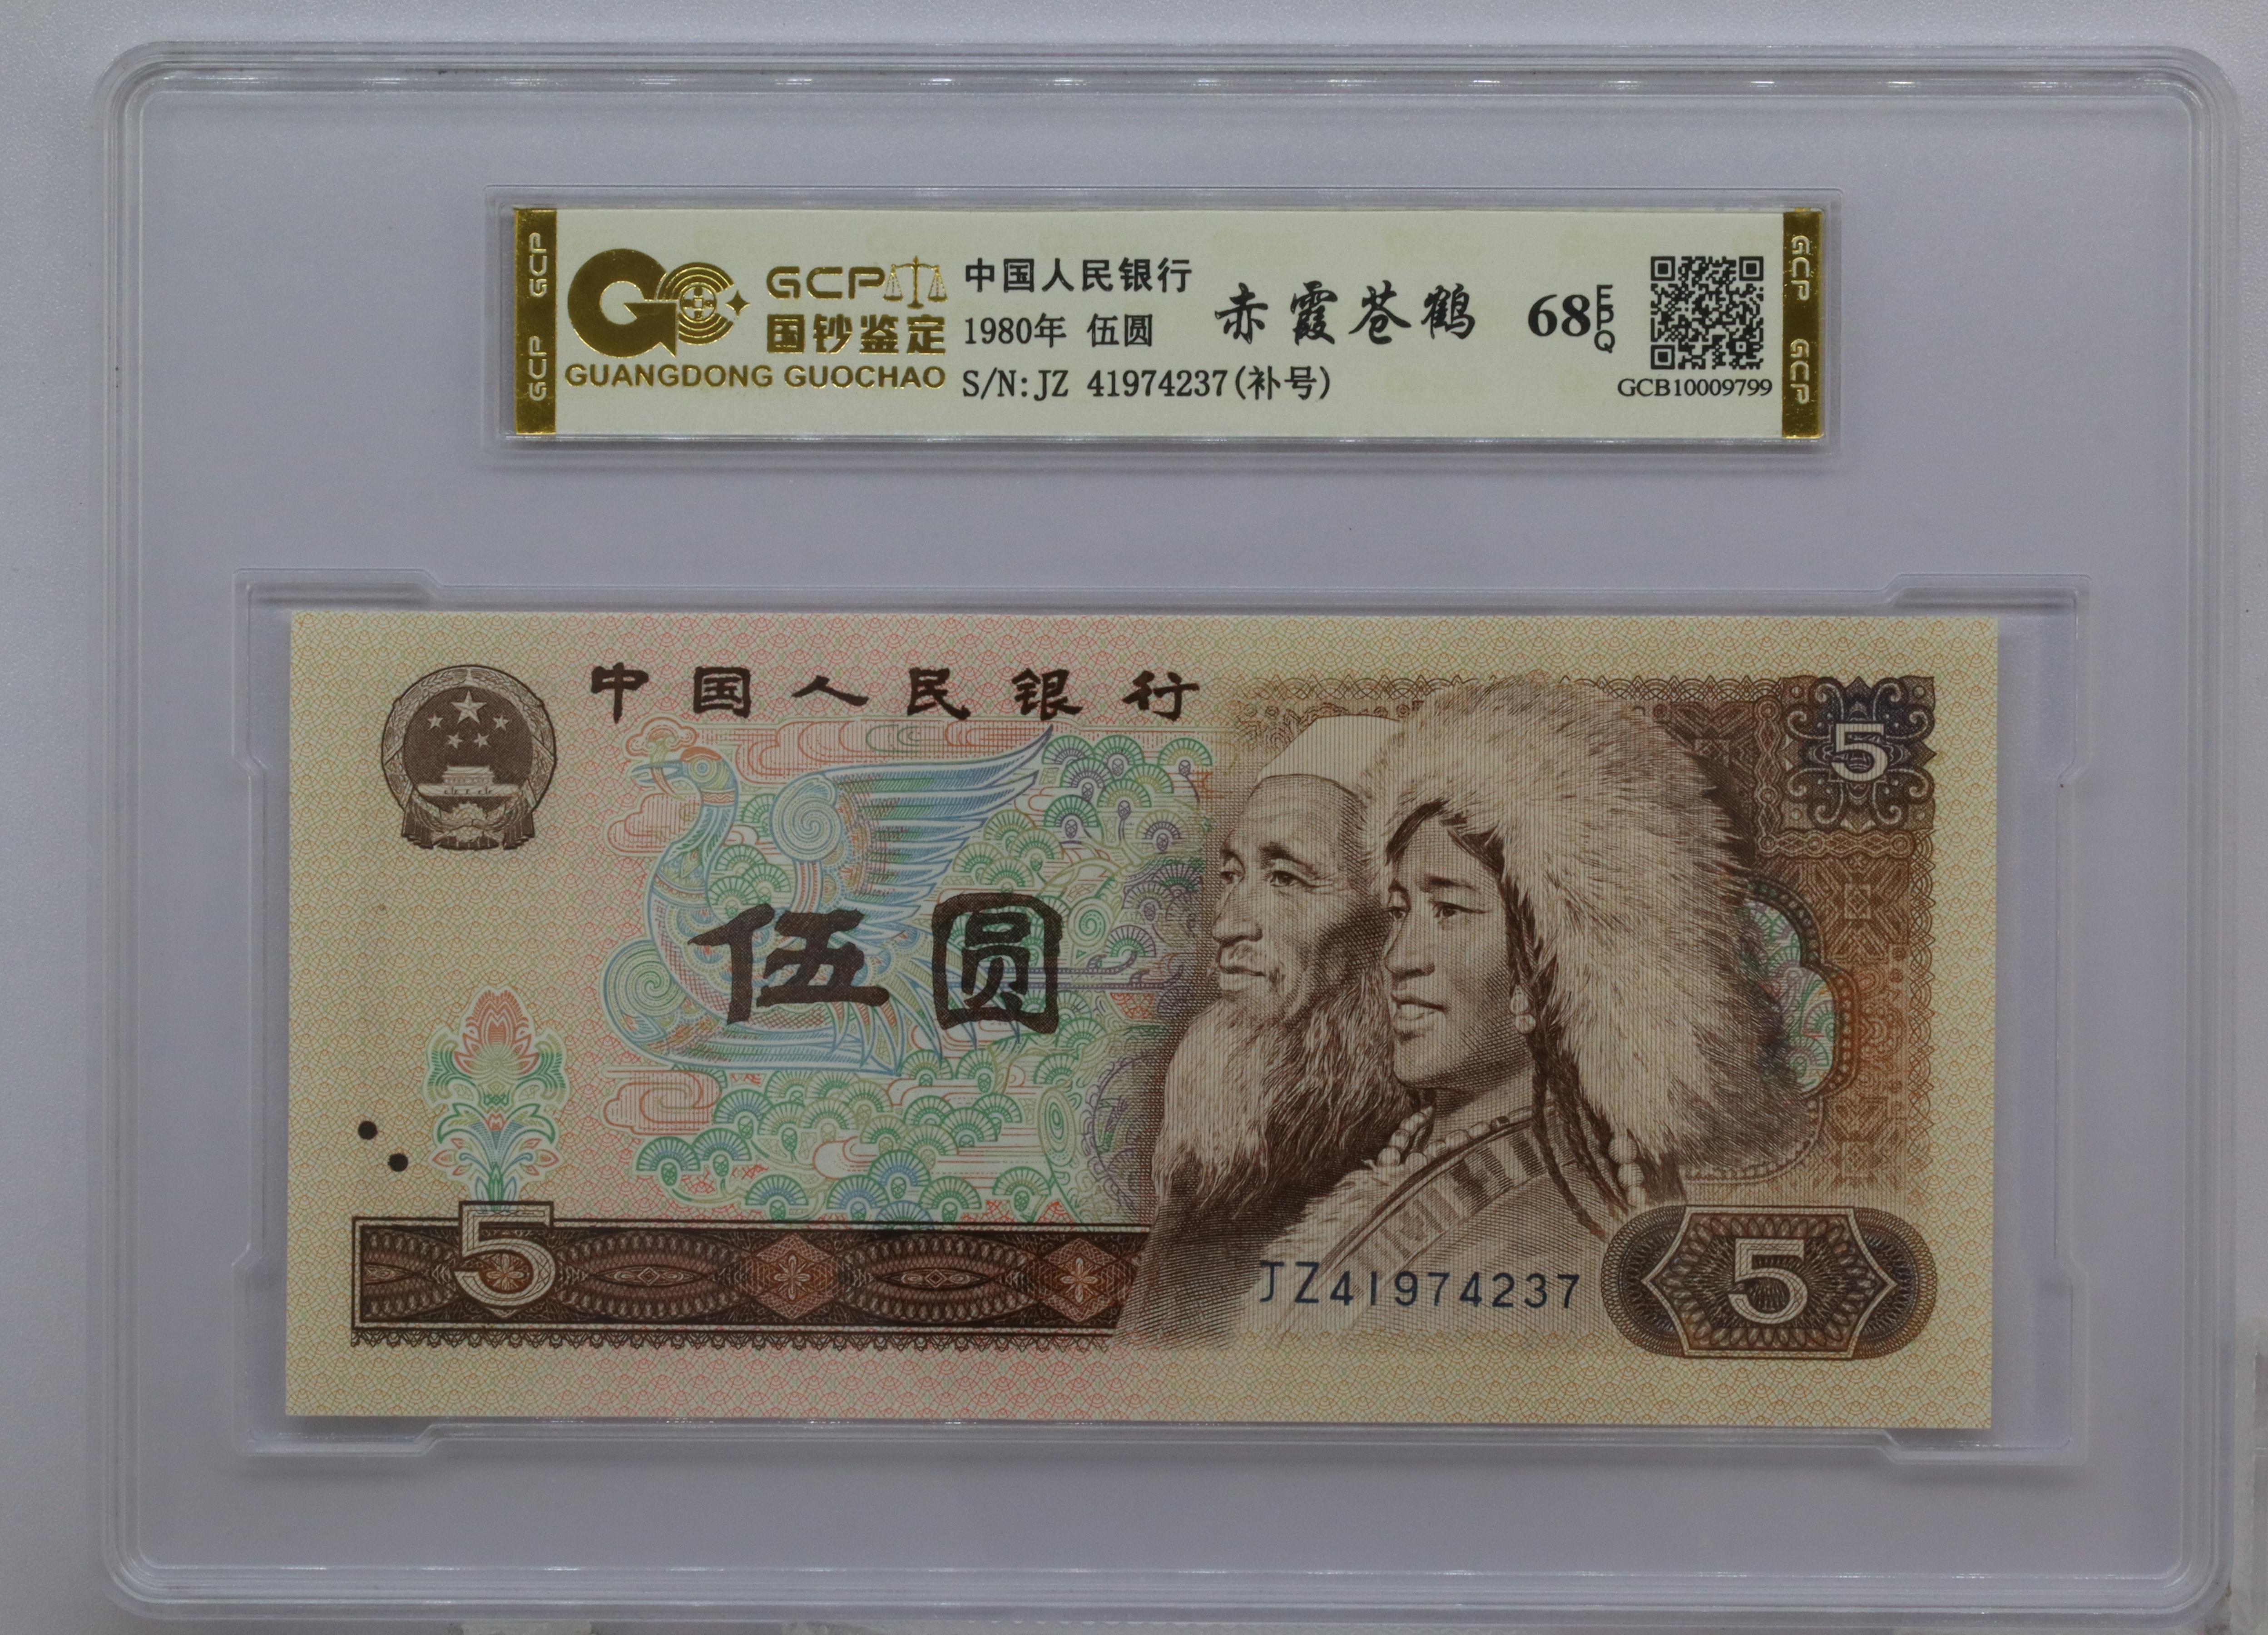 GCP GCP
GCP
国钞鉴定
GUANGDONG GUOCHAO
中国人民银行
1980年 伍圆
S/N:JZ 41974237(补号)
赤霞苍鹤
68 EPQ
GCB10009799
GCP GCP
中国人民银行
5
伍圆
5
JZ41974237
5